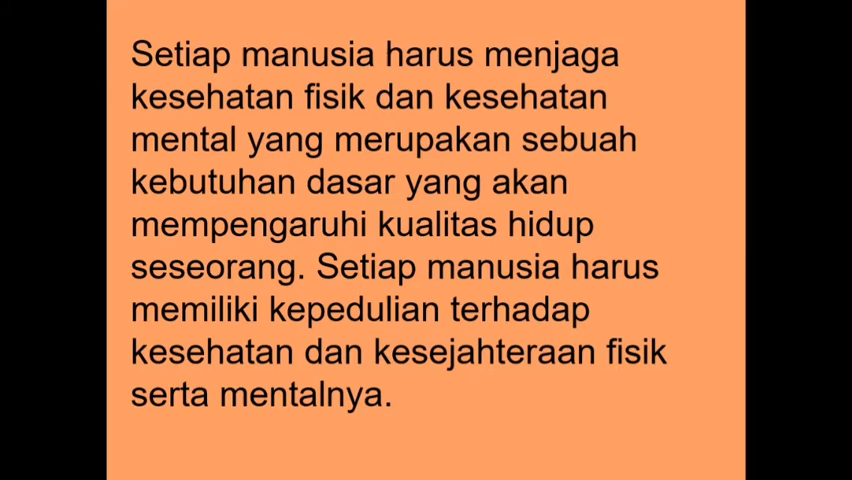 Setiap manusia harus menjaga
kesehatan fisik dan kesehatan
mental yang merupakan sebuah
kebutuhan dasar yang akan
mempengaruhi kualitas hidup
seseorang. Setiap manusia harus
memiliki kepedulian terhadap
kesehatan dan kesejahteraan fisik
serta mentalnya.